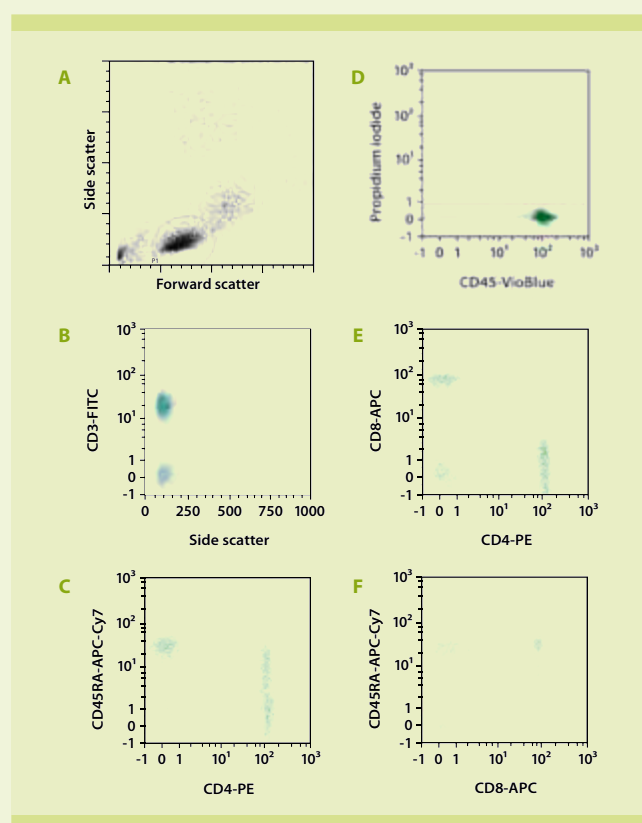 A
Side scatter
P1
Forward scatter
D
Propidium iodide
10²
10¹
1
0
-1
-1 0 1 10¹ 10² 10³
CD45-VioBlue
B
CD3-FITC
10³
10²
10¹
1
0
-1
0 250 500 750 1000
Side scatter
E
CD8-APC
10³
10²
10¹
1
0
-1
-1 0 1 10¹ 10² 10³
CD4-PE
C
CD45RA-APC-Cy7
10³
10²
10¹
1
0
-1
-1 0 1 10¹ 10² 10³
CD4-PE
F
CD45RA-APC-Cy7
10³
10²
10¹
1
0
-1
-1 0 1 10¹ 10² 10³
CD8-APC